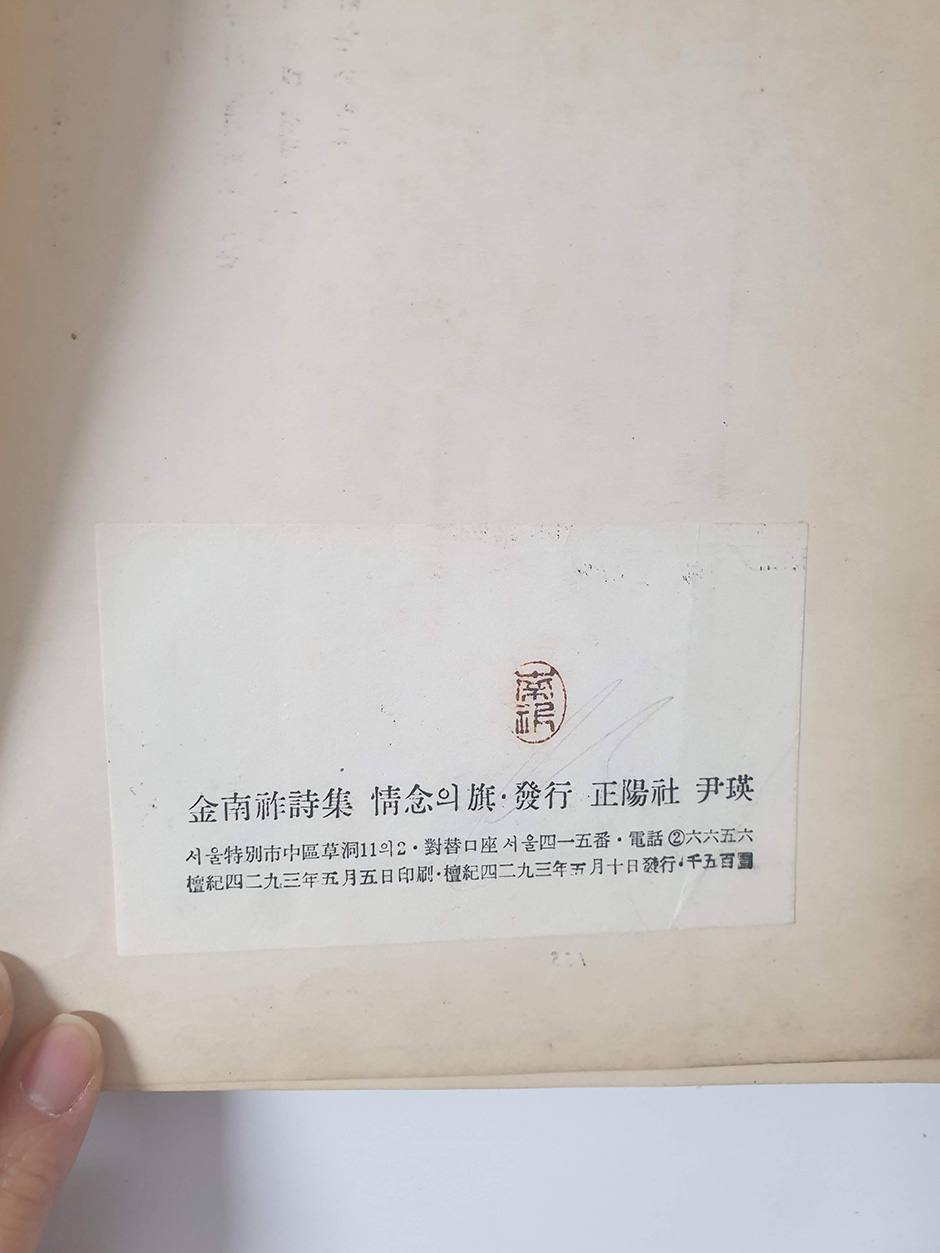 南
祚
金南祚詩集 情念의 旗·發行 正陽社 尹瑛
서울特別市中區草洞11의2·對替口座 서울四一五番·電話②六六五六
檀紀四二九三年五月五日印刷·檀紀四二九三年五月十日發行·千五百圜